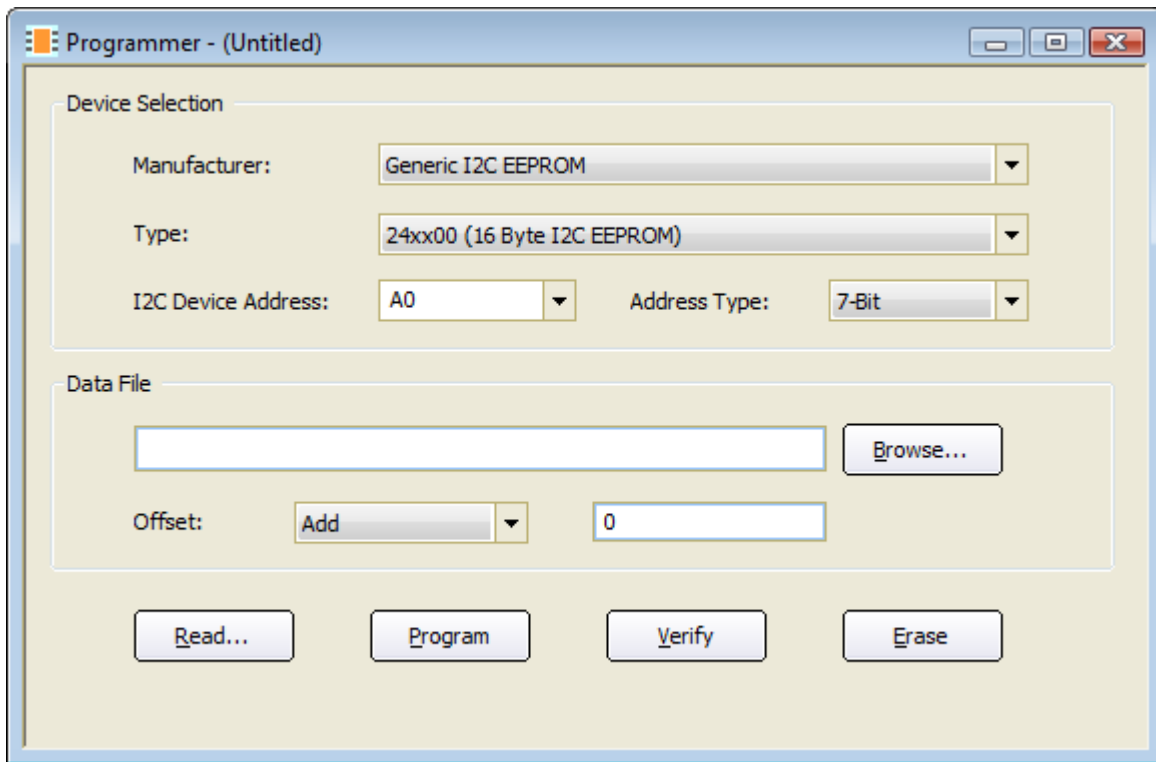 Programmer - (Untitled)
Device Selection
Manufacturer: Generic I2C EEPROM
Type: 24xx00 (16 Byte I2C EEPROM)
I2C Device Address: A0 Address Type: 7-Bit
Data File
Browse...
Offset: Add 0
Read... Program Verify Erase